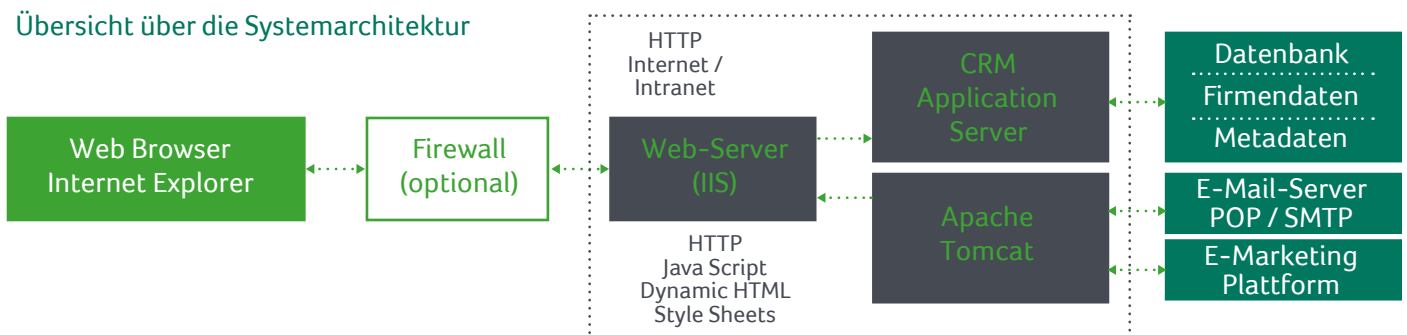 Übersicht über die Systemarchitektur
Web Browser
Internet Explorer
Firewall
(optional)
HTTP
Internet /
Intranet
Web-Server
(IIS)
HTTP
Java Script
Dynamic HTML
Style Sheets
CRM
Application
Server
Apache
Tomcat
Datenbank
Firmendaten
Metadaten
E-Mail-Server
POP / SMTP
E-Marketing
Plattform